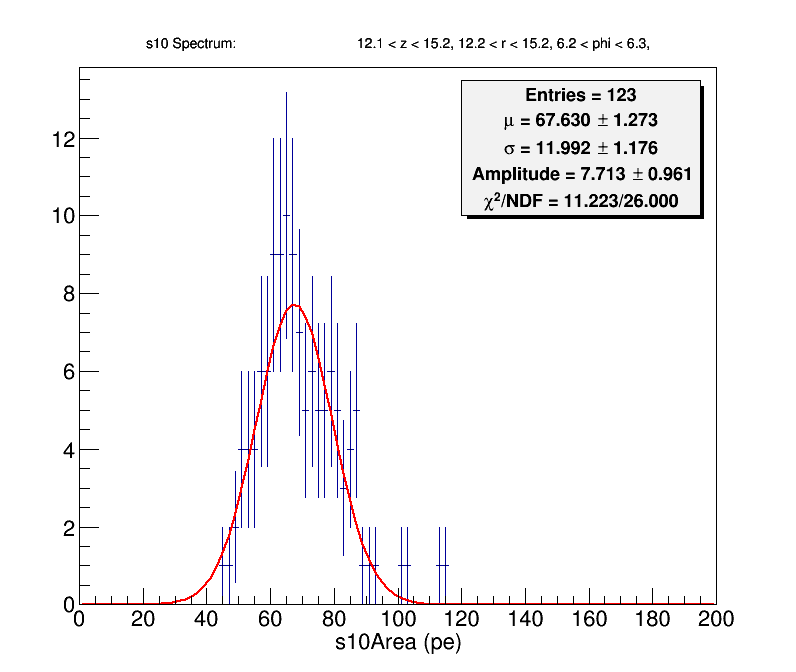 s10 Spectrum: 12.1 < z < 15.2, 12.2 < r < 15.2, 6.2 < phi < 6.3,
Entries = 123
μ = 67.630 ± 1.273
σ = 11.992 ± 1.176
Amplitude = 7.713 ± 0.961
χ²/NDF = 11.223/26.000
12
10
8
6
4
2
0
0 20 40 60 80 100 120 140 160 180 200
s10Area (pe)